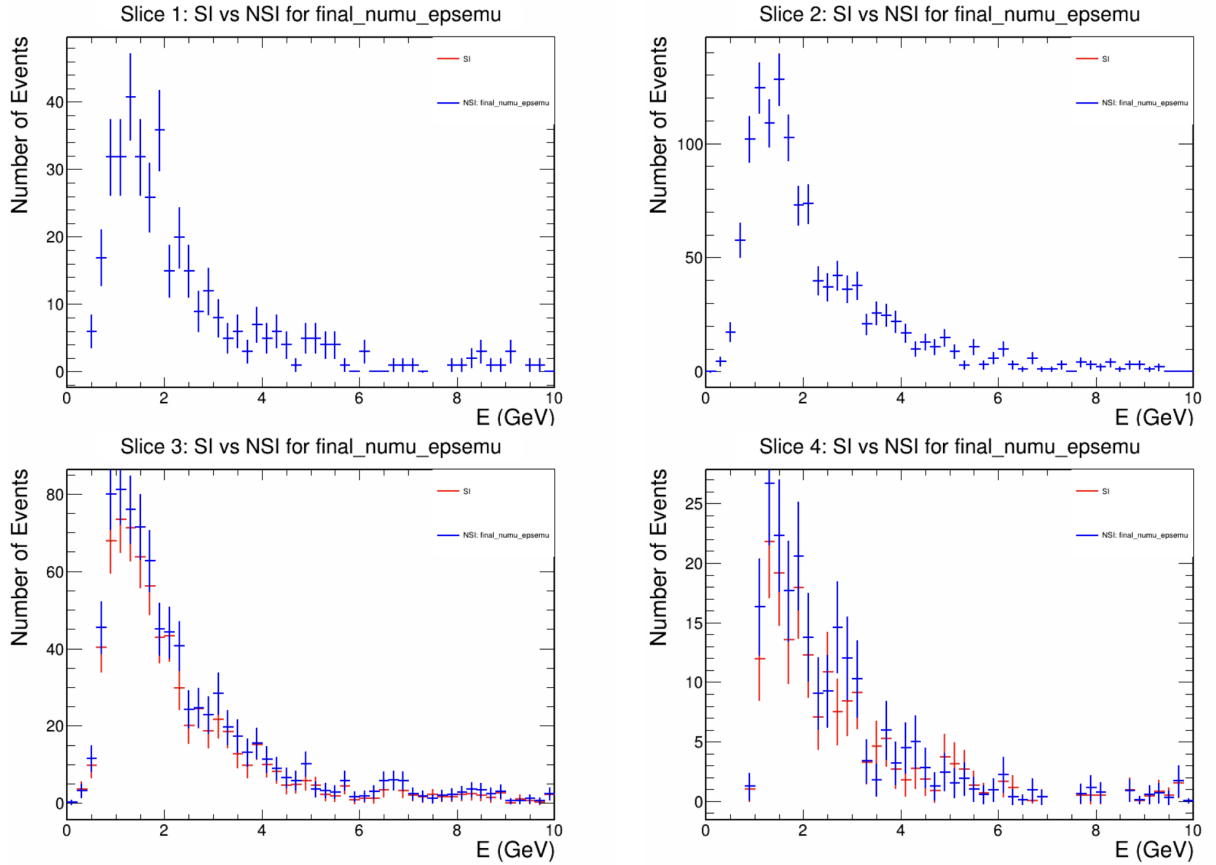 Slice 1: SI vs NSI for final_numu_epsemu
Number of Events
40
30
20
10
0
SI
NSI: final_numu_epsemu
0 2 4 6 8 10
E (GeV)
Slice 2: SI vs NSI for final_numu_epsemu
Number of Events
100
50
0
SI
NSI: final_numu_epsemu
0 2 4 6 8 10
E (GeV)
Slice 3: SI vs NSI for final_numu_epsemu
Number of Events
80
60
40
20
0
SI
NSI: final_numu_epsemu
0 2 4 6 8 10
E (GeV)
Slice 4: SI vs NSI for final_numu_epsemu
Number of Events
25
20
15
10
5
0
SI
NSI: final_numu_epsemu
0 2 4 6 8 10
E (GeV)